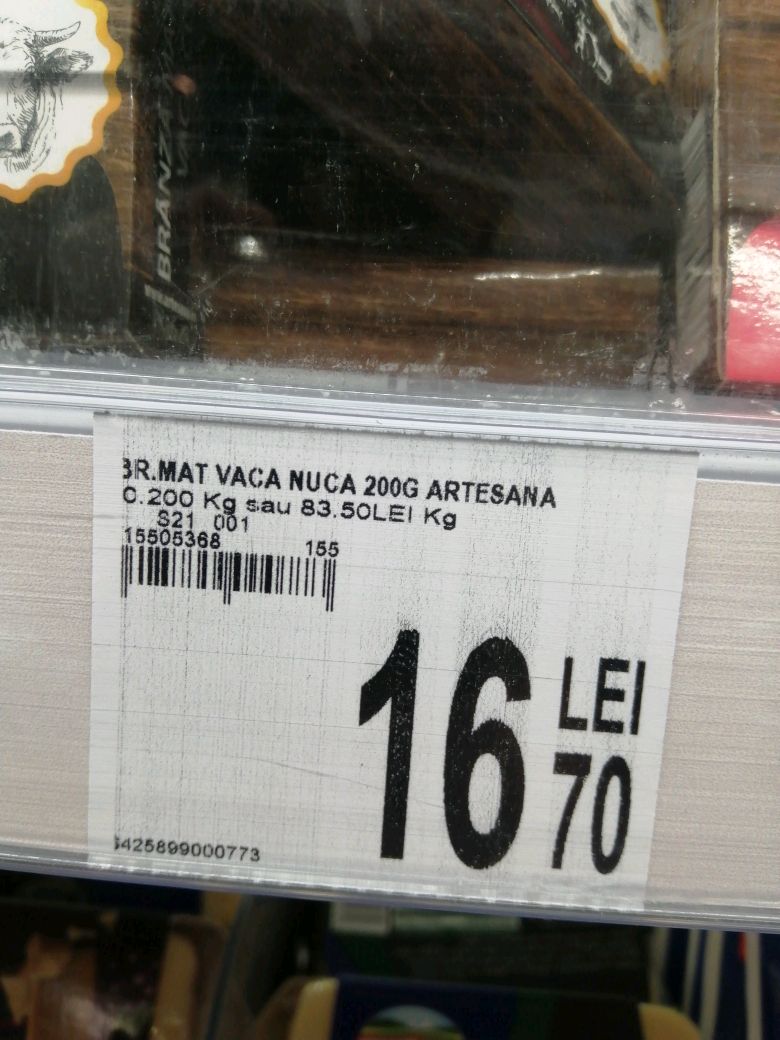 BRANZA
BR.MAT VACA NUCA 200G ARTESANA
0.200 Kg sau 83.50LEI Kg
S21 001
15505368 155
16 LEI
70
5425899000773